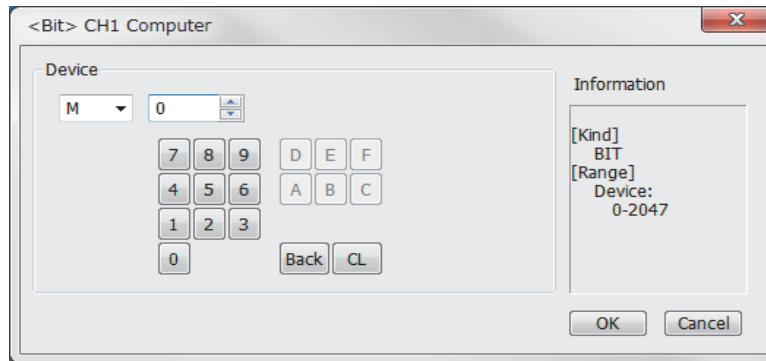 <Bit> CH1 Computer
Device
M 0
7 8 9 D E F
4 5 6 A B C
1 2 3
0 Back CL
Information
[Kind]
BIT
[Range]
Device:
0-2047
OK Cancel